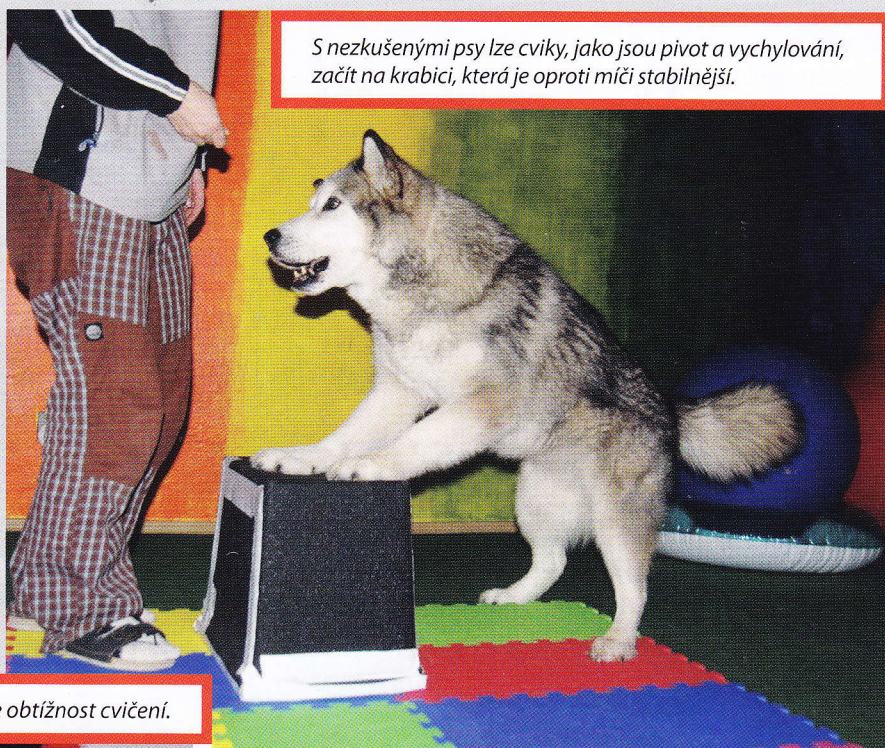 S nezkušenými psy lze cviky, jako jsou pivot a vychylování,
začít na krabici, která je oproti míči stabilnější.
obtížnost cvičení.